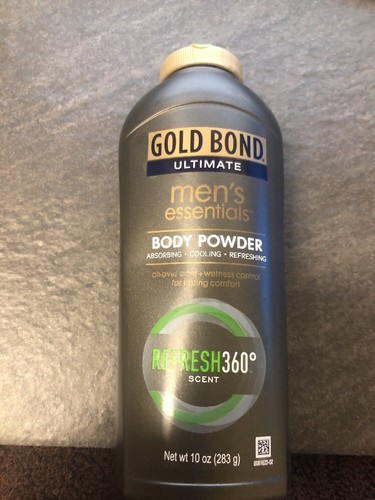 GOLD BOND
ULTIMATE
men's
essentials™
BODY POWDER
ABSORBING • COOLING • REFRESHING
all-over odor + wetness control
for lasting comfort
REFRESH360°
SCENT
Net wt 10 oz (283 g)